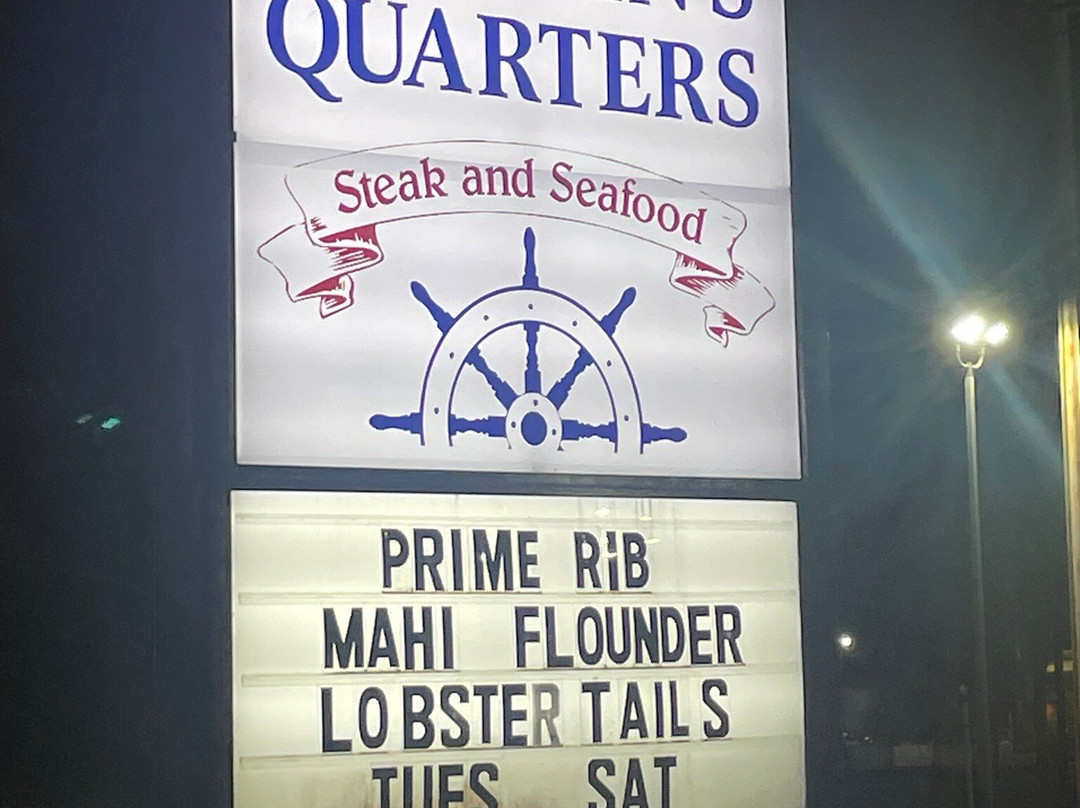 QUARTERS
Steak and Seafood
PRIME RiB
MAHI FLOUNDER
LOBSTER TAILS
TUES SAT